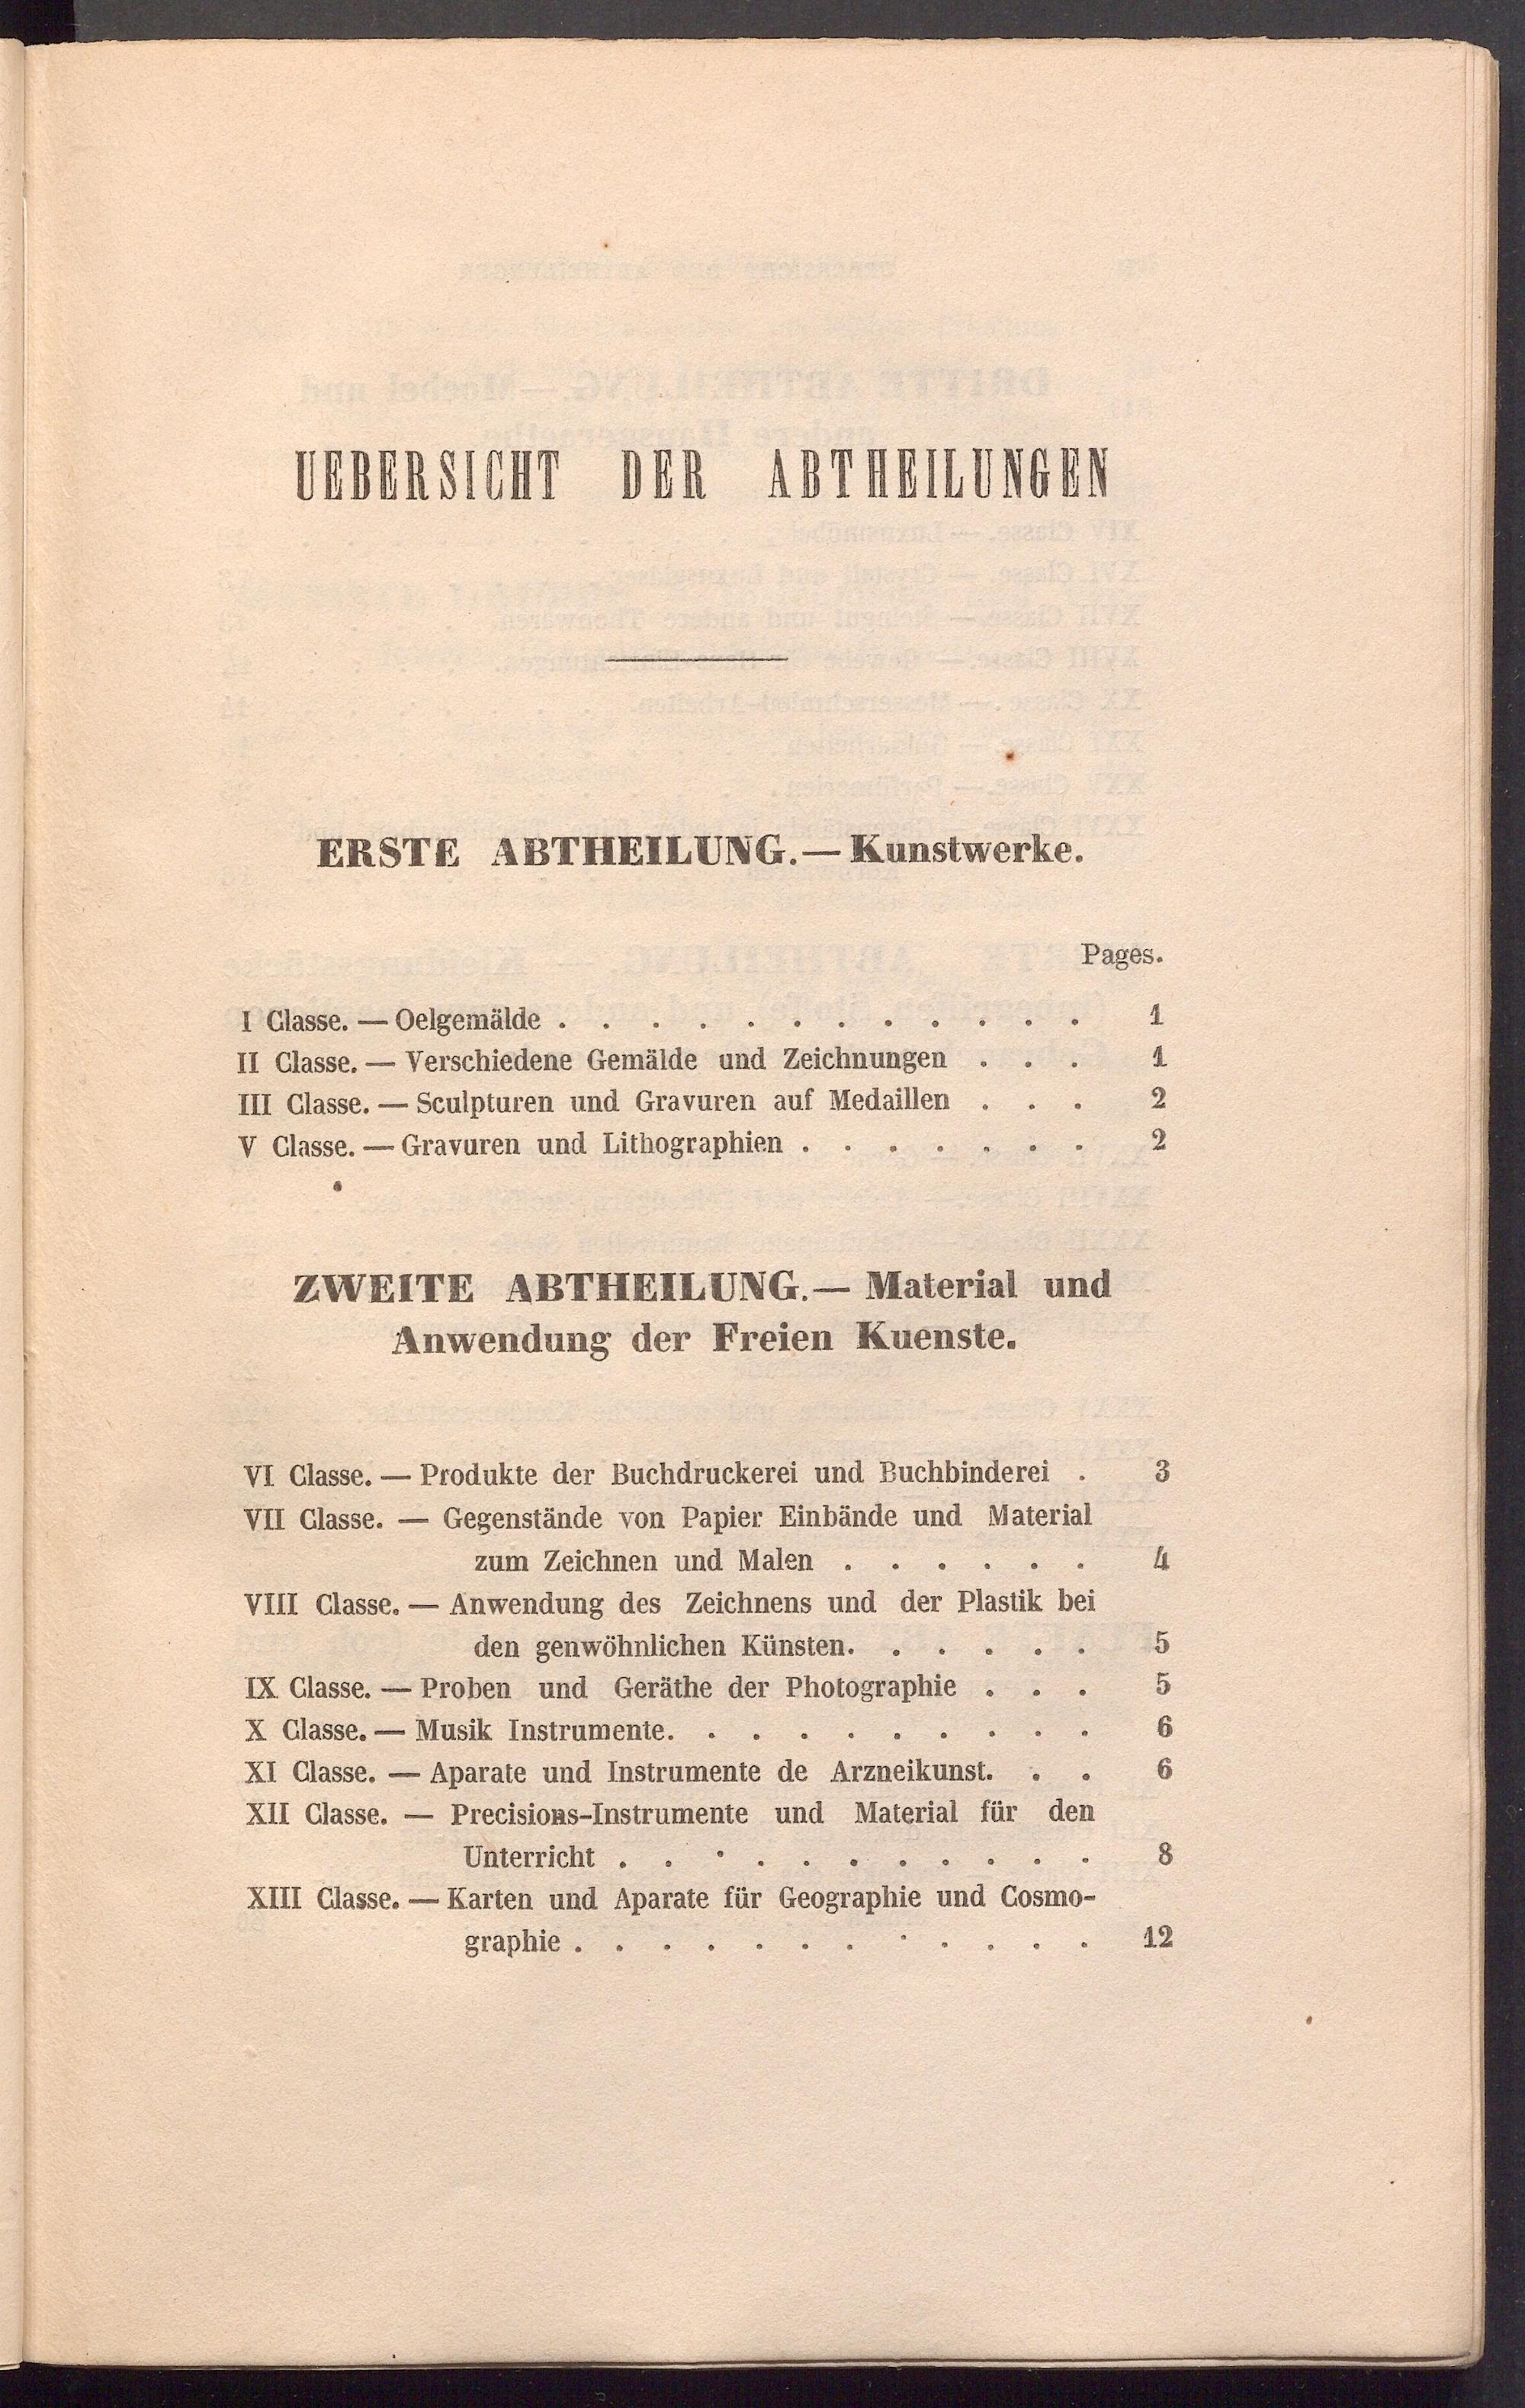 UEBERSICHT DER ABTHEILUNGEN
ERSTE ABTHEILUNG.— Kunstwerke.
Pages.
I Classe. — Oelgemälde . . . . . . . . . . . . 1
II Classe. — Verschiedene Gemälde und Zeichnungen . . . 1
III Classe. — Sculpturen und Gravuren auf Medaillen . . . 2
V Classe. — Gravuren und Lithographien . . . . . . . 2
ZWEITE ABTHEILUNG.— Material und
Anwendung der Freien Kuenste.
VI Classe. — Produkte der Buchdruckerei und Buchbinderei . 3
VII Classe. — Gegenstände von Papier Einbände und Material
zum Zeichnen und Malen . . . . . . 4
VIII Classe. — Anwendung des Zeichnens und der Plastik bei
den genwöhnlichen Künsten. . . . . . 5
IX Classe. — Proben und Geräthe der Photographie . . . 5
X Classe. — Musik Instrumente. . . . . . . . . . 6
XI Classe. — Aparate und Instrumente de Arzneikunst. . . 6
XII Classe. — Precisions-Instrumente und Material für den
Unterricht . . . . . . . . . . . 8
XIII Classe. — Karten und Aparate für Geographie und Cosmo-
graphie . . . . . . . . . . . . 12